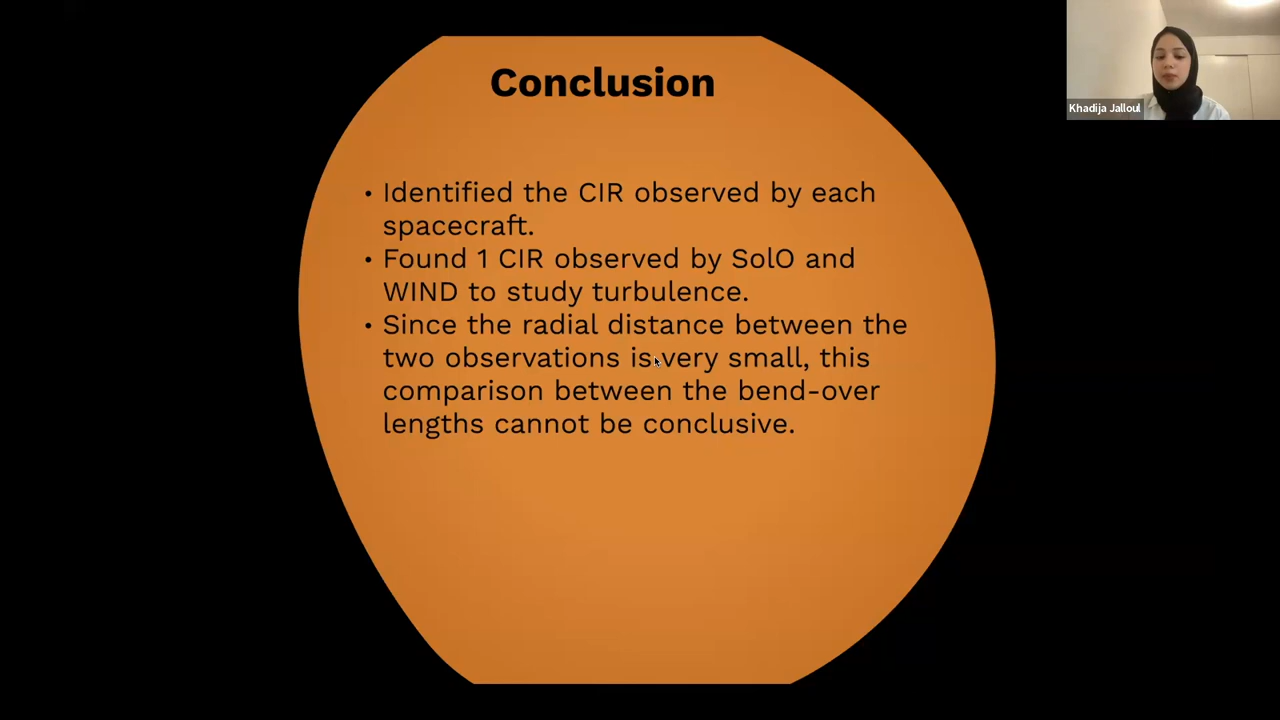 Conclusion
• Identified the CIR observed by each
spacecraft.
• Found 1 CIR observed by SolO and
WIND to study turbulence.
• Since the radial distance between the
two observations is very small, this
comparison between the bend-over
lengths cannot be conclusive.
Khadija Jalloul